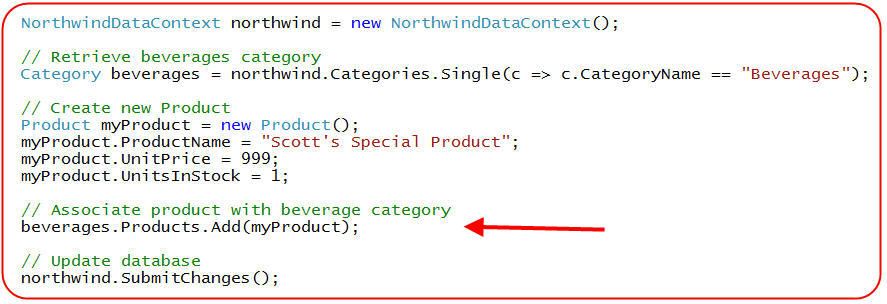 NorthwindDataContext northwind = new NorthwindDataContext();
// Retrieve beverages category
Category beverages = northwind.Categories.Single(c => c.CategoryName == "Beverages");
// Create new Product
Product myProduct = new Product();
myProduct.ProductName = "Scott's Special Product";
myProduct.UnitPrice = 999;
myProduct.UnitsInStock = 1;
// Associate product with beverage category
beverages.Products.Add(myProduct);
// Update database
northwind.SubmitChanges();